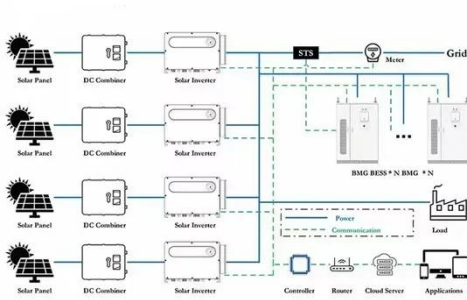 STS
Meter
Grid
Solar Panel
DC Combiner
Solar Inverter
Solar Panel
DC Combiner
Solar Inverter
BMG BESS * N BMG * N
Solar Panel
DC Combiner
Solar Inverter
Power
Communication
Load
Solar Panel
DC Combiner
Solar Inverter
Controller
Router
Cloud Server
Applications